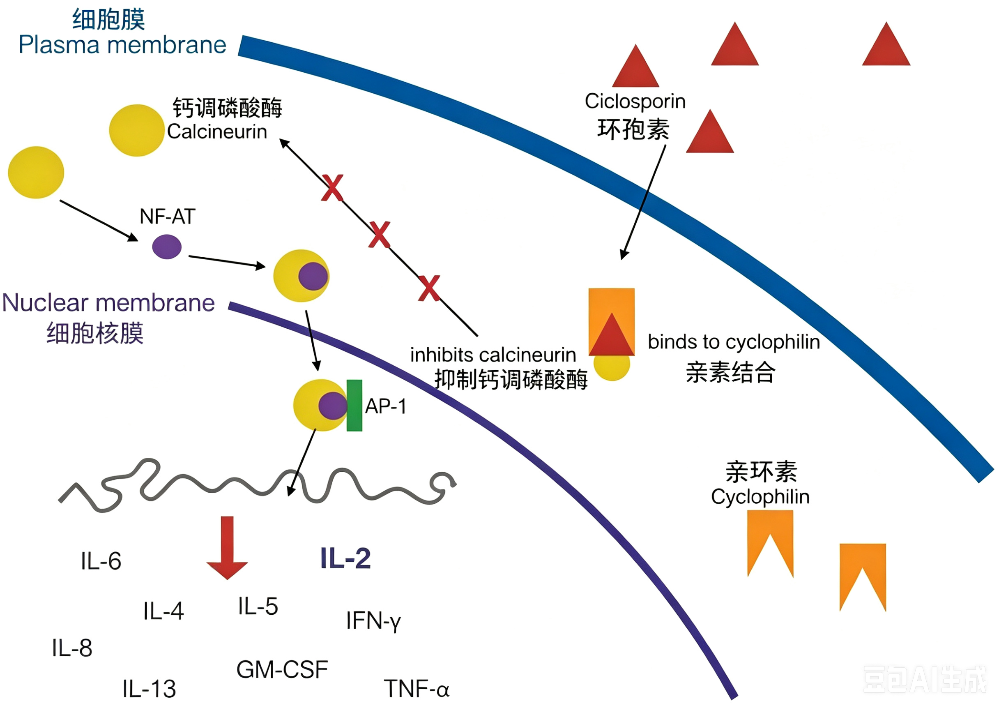 细胞膜
Plasma membrane
Ciclosporin
环孢素
钙调磷酸酶
Calcineurin
NF-AT
X
X
X
Nuclear membrane
细胞核膜
inhibits calcineurin
抑制钙调磷酸酶
binds to cyclophilin
亲素结合
AP-1
亲环素
Cyclophilin
IL-6
IL-2
IL-4
IL-5
IFN-γ
IL-8
GM-CSF
IL-13
TNF-α
豆包AI生成